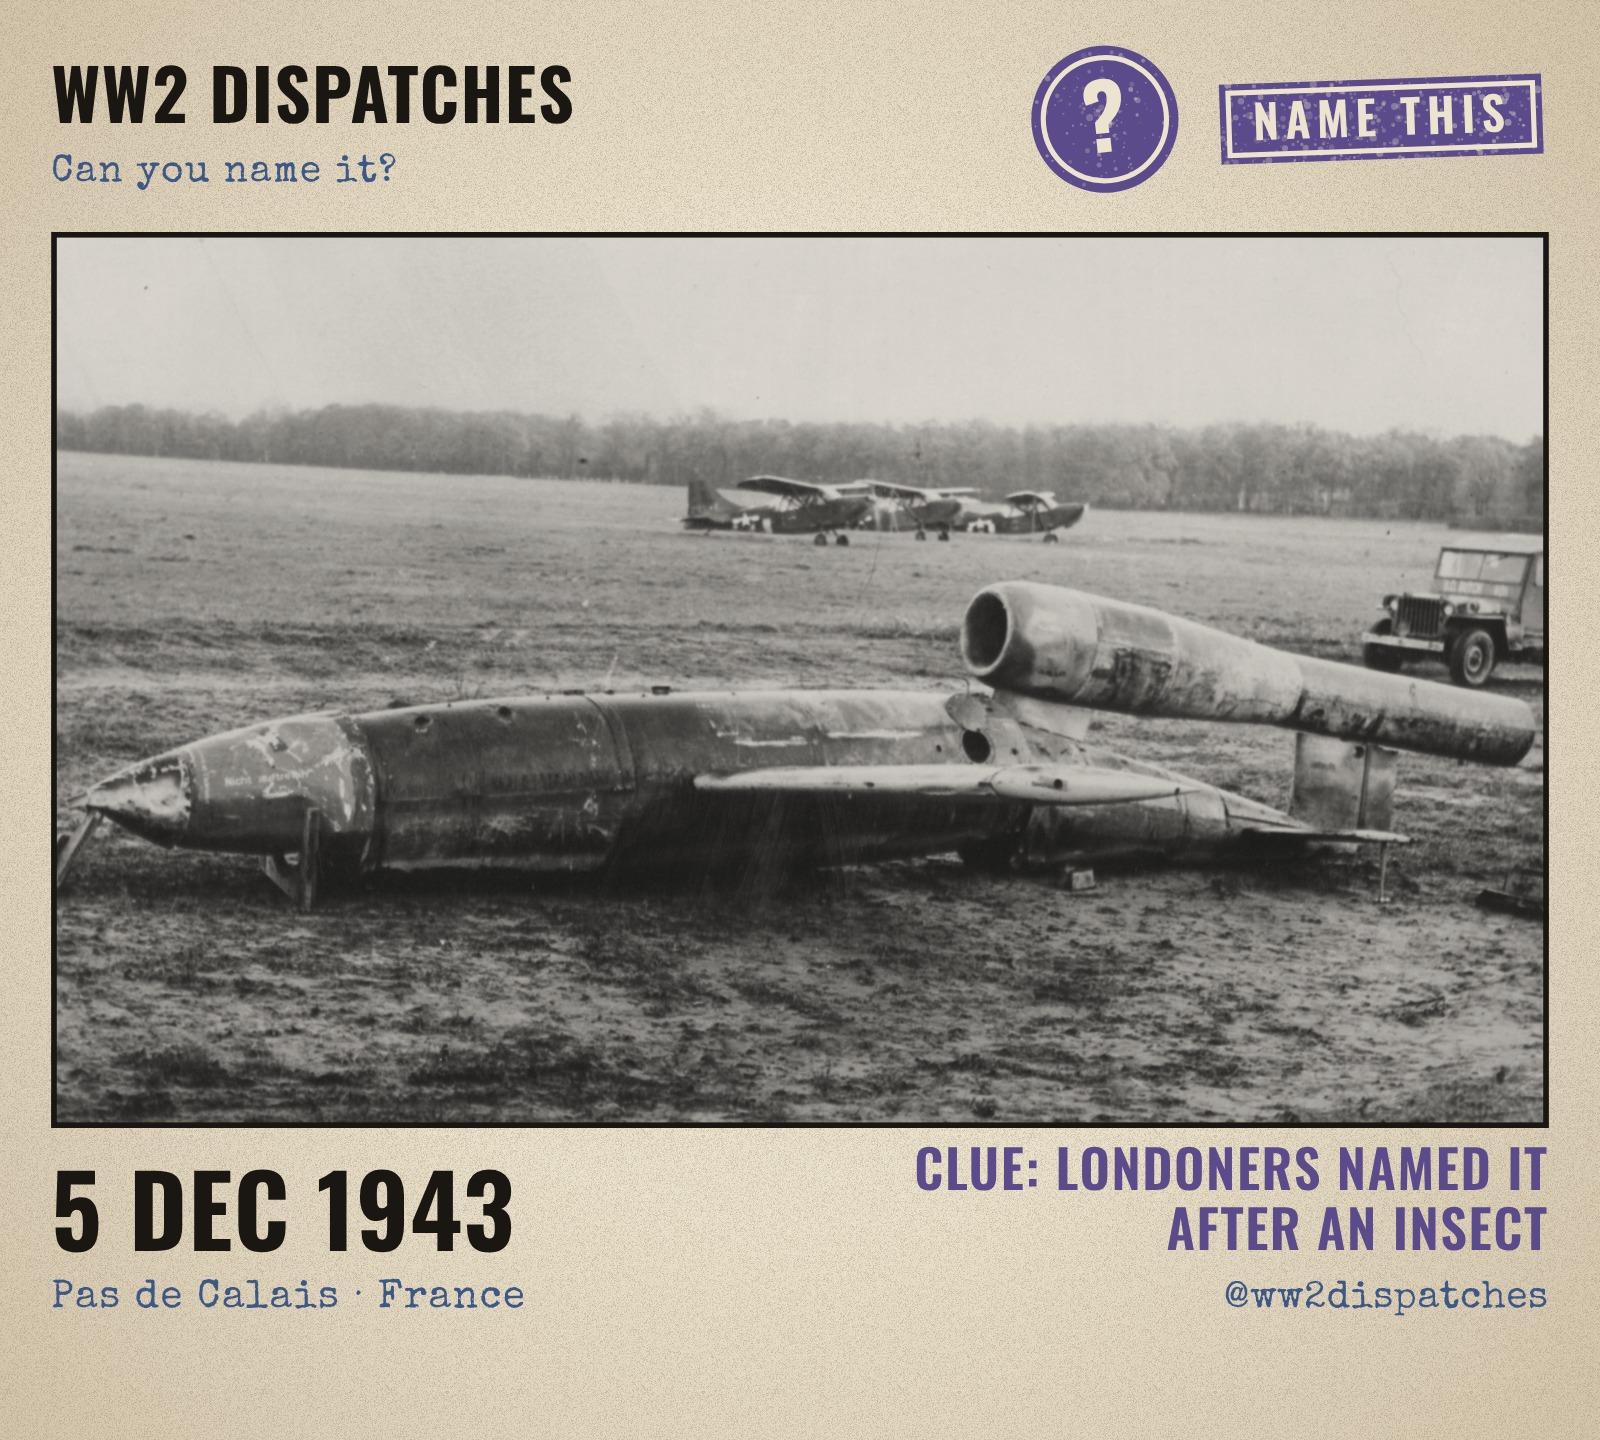 WW2 DISPATCHES
Can you name it?
?
NAME THIS
Nicht
5 DEC 1943
Pas de Calais · France
CLUE: LONDONERS NAMED IT
AFTER AN INSECT
@ww2dispatches